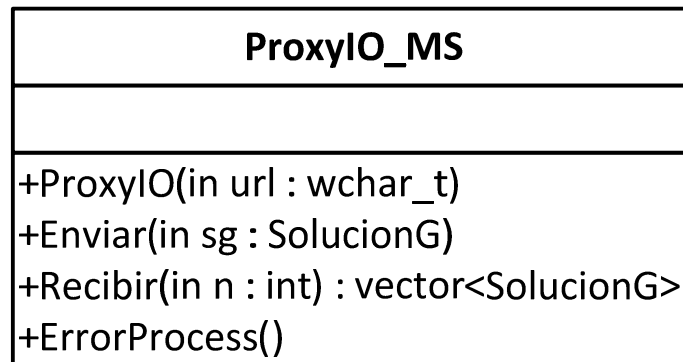 ProxyIO_MS
+ProxyIO(in url : wchar_t)
+Enviar(in sg : SolucionG)
+Recibir(in n : int) : vector<SolucionG>
+ErrorProcess()